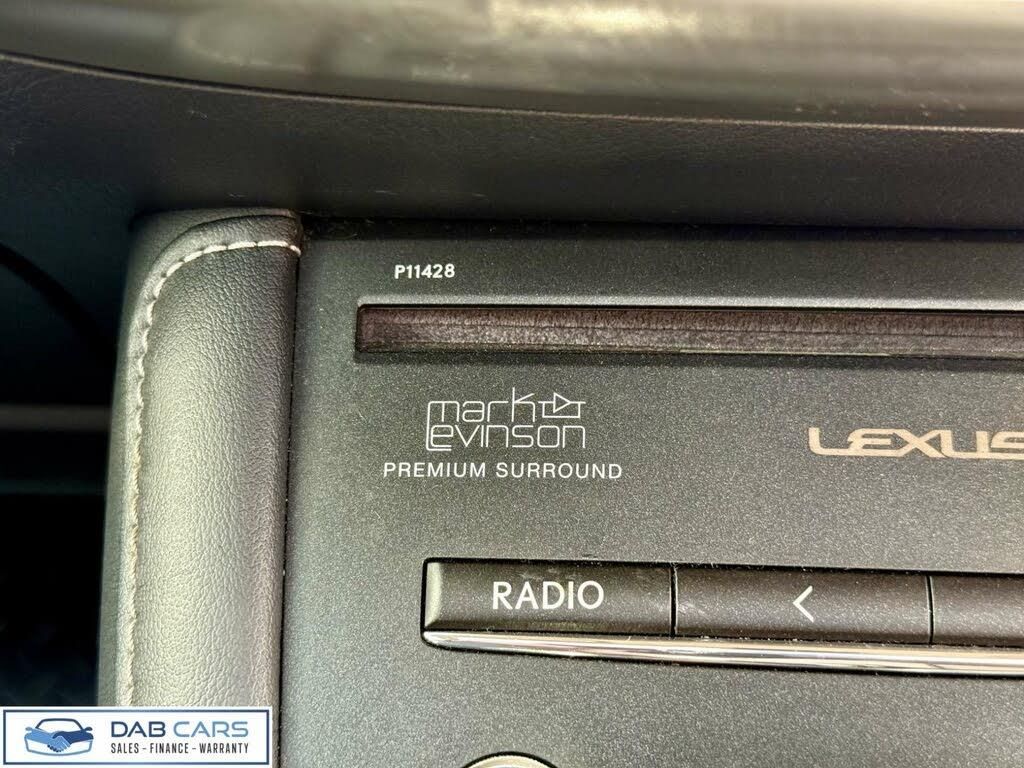 P11428
mark
Levinson
PREMIUM SURROUND
LEXUS
RADIO
<
DAB CARS
SALES - FINANCE - WARRANTY